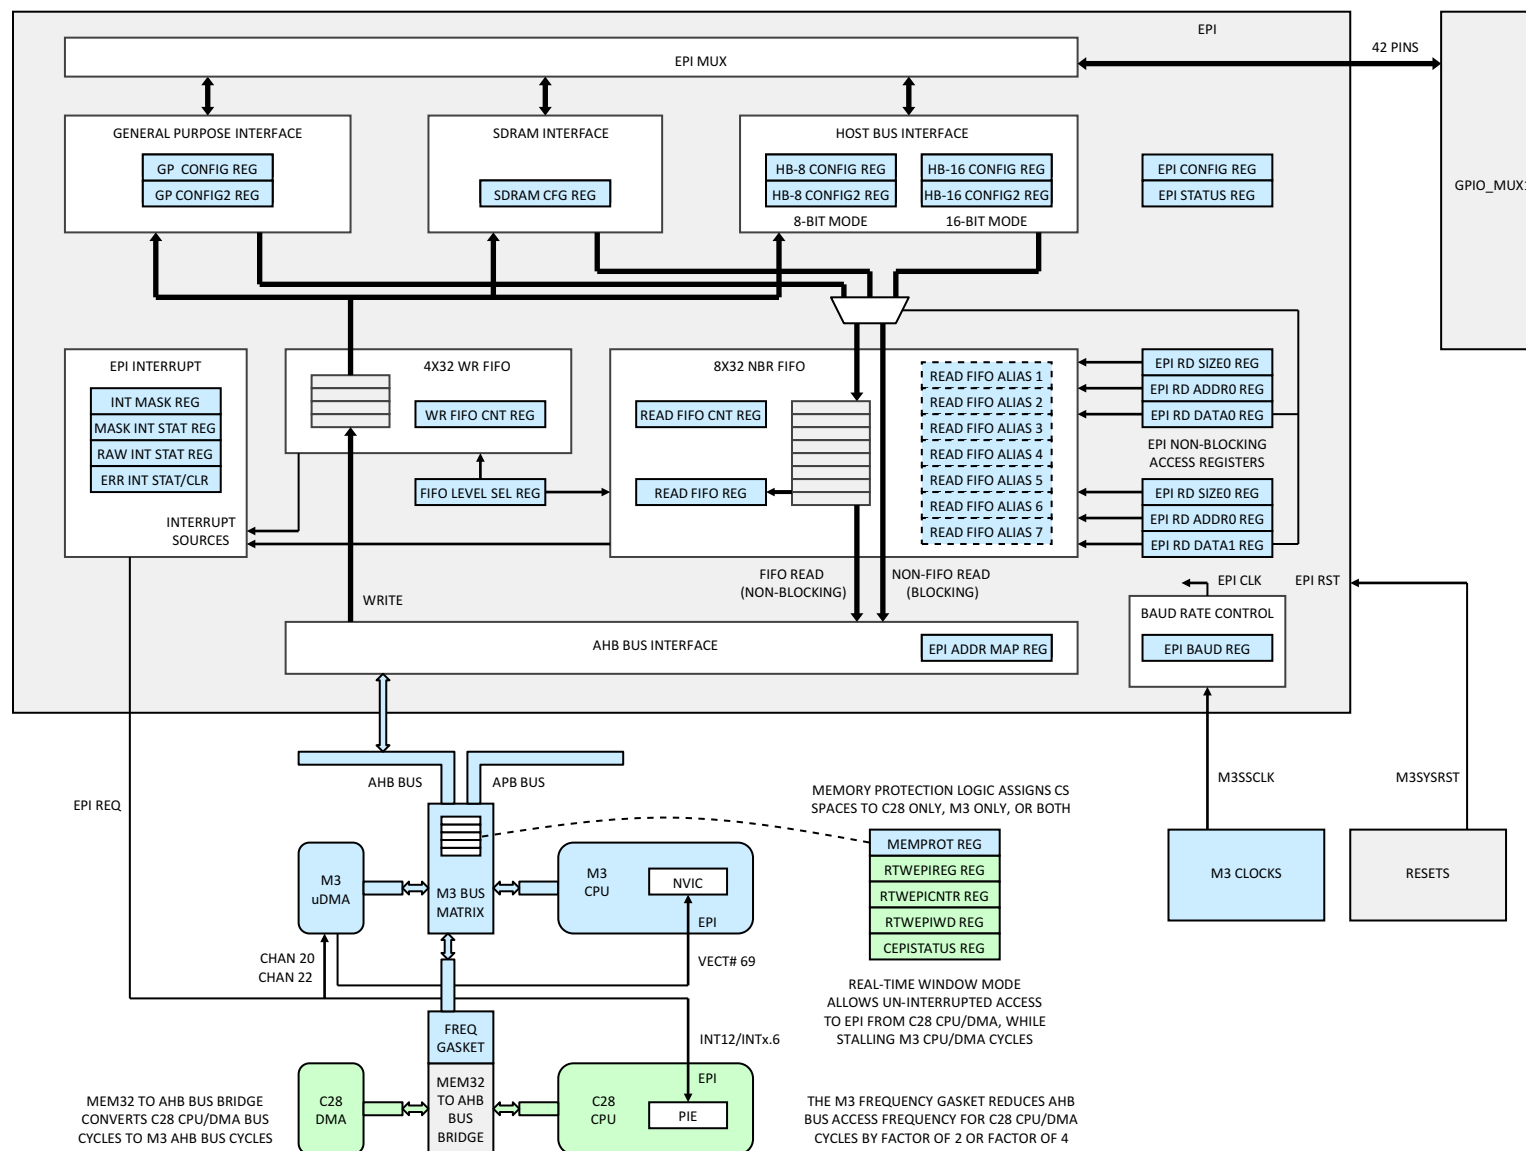 EPI
EPI MUX
42 PINS
GENERAL PURPOSE INTERFACE
GP CONFIG REG
GP CONFIG2 REG
SDRAM INTERFACE
SDRAM CFG REG
HOST BUS INTERFACE
HB-8 CONFIG REG
HB-8 CONFIG2 REG
8-BIT MODE
HB-16 CONFIG REG
HB-16 CONFIG2 REG
16-BIT MODE
EPI CONFIG REG
EPI STATUS REG
GPIO_MUX1
EPI INTERRUPT
INT MASK REG
MASK INT STAT REG
RAW INT STAT REG
ERR INT STAT/CLR
INTERRUPT
SOURCES
4X32 WR FIFO
WR FIFO CNT REG
FIFO LEVEL SEL REG
8X32 NBR FIFO
READ FIFO CNT REG
READ FIFO REG
READ FIFO ALIAS 1
READ FIFO ALIAS 2
READ FIFO ALIAS 3
READ FIFO ALIAS 4
READ FIFO ALIAS 5
READ FIFO ALIAS 6
READ FIFO ALIAS 7
EPI RD SIZE0 REG
EPI RD ADDR0 REG
EPI RD DATA0 REG
EPI NON-BLOCKING
ACCESS REGISTERS
EPI RD SIZE0 REG
EPI RD ADDR0 REG
EPI RD DATA1 REG
WRITE
FIFO READ
(NON-BLOCKING)
NON-FIFO READ
(BLOCKING)
EPI CLK
EPI RST
BAUD RATE CONTROL
EPI BAUD REG
AHB BUS INTERFACE
EPI ADDR MAP REG
AHB BUS
APB BUS
EPI REQ
M3SSCLK
M3SYSRST
MEMORY PROTECTION LOGIC ASSIGNS CS
SPACES TO C28 ONLY, M3 ONLY, OR BOTH
MEMPROT REG
RTWEPIREG REG
RTWEPICNTR REG
RTWEPIWD REG
CEPISTATUS REG
M3 CLOCKS
RESETS
M3
uDMA
M3 BUS
MATRIX
M3
CPU
NVIC
EPI
CHAN 20
CHAN 22
VECT# 69
REAL-TIME WINDOW MODE
ALLOWS UN-INTERRUPTED ACCESS
TO EPI FROM C28 CPU/DMA, WHILE
STALLING M3 CPU/DMA CYCLES
FREQ
GASKET
INT12/INTx.6
MEM32
TO AHB
BUS
BRIDGE
C28
DMA
C28
CPU
EPI
PIE
MEM32 TO AHB BUS BRIDGE
CONVERTS C28 CPU/DMA BUS
CYCLES TO M3 AHB BUS CYCLES
THE M3 FREQUENCY GASKET REDUCES AHB
BUS ACCESS FREQUENCY FOR C28 CPU/DMA
CYCLES BY FACTOR OF 2 OR FACTOR OF 4